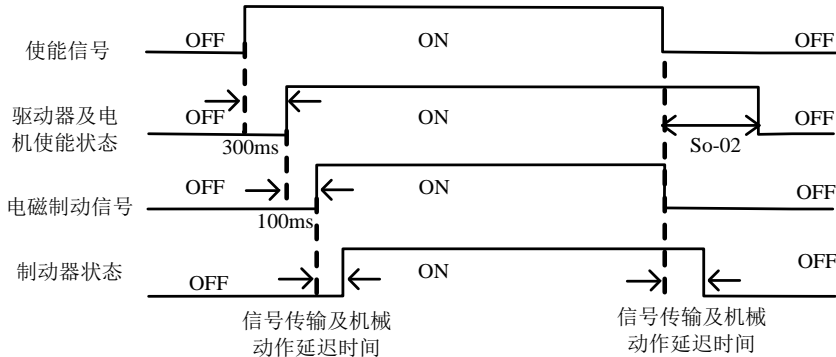 使能信号
OFF
ON
OFF
驱动器及电
机使能状态
OFF
ON
OFF
300ms
So-02
电磁制动信号
OFF
ON
OFF
100ms
制动器状态
OFF
ON
OFF
信号传输及机械
动作延迟时间
信号传输及机械
动作延迟时间